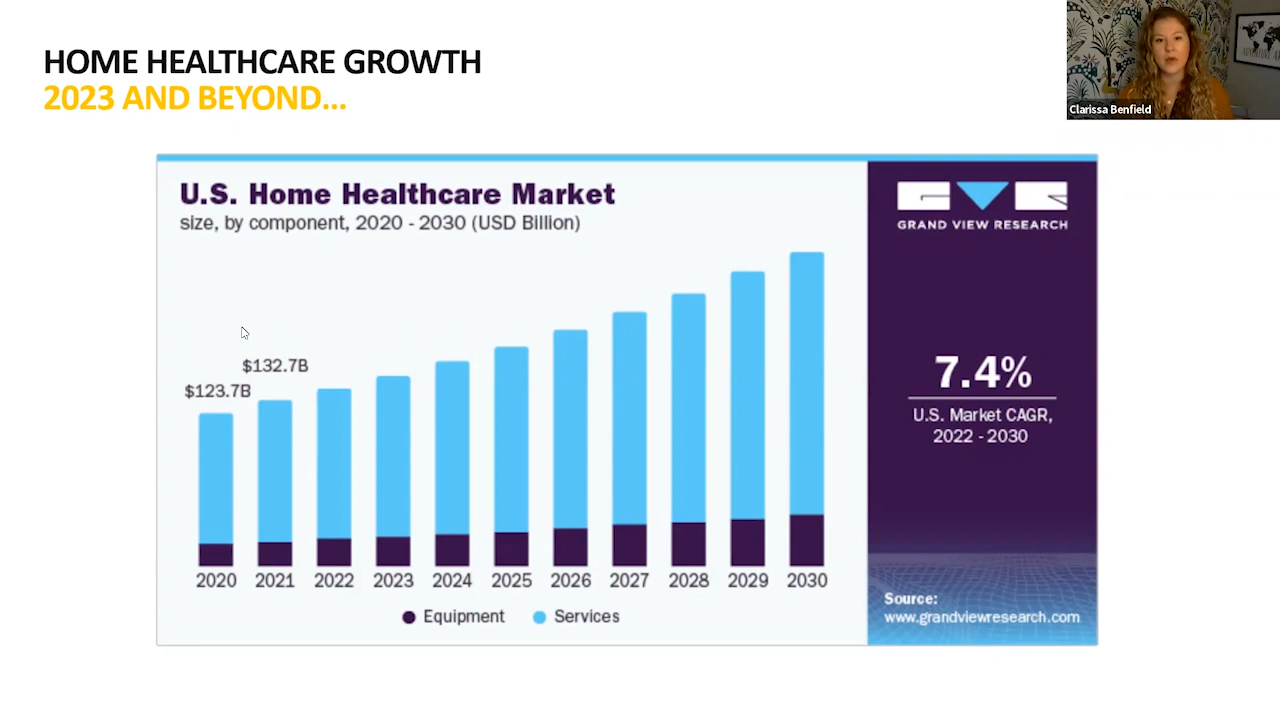 HOME HEALTHCARE GROWTH
2023 AND BEYOND...
Clarissa Benfield
U.S. Home Healthcare Market
size, by component, 2020 - 2030 (USD Billion)
GRAND VIEW RESEARCH
$132.7B
$123.7B
7.4%
U.S. Market CAGR,
2022 - 2030
2020 2021 2022 2023 2024 2025 2026 2027 2028 2029 2030
Equipment Services
Source:
www.grandviewresearch.com